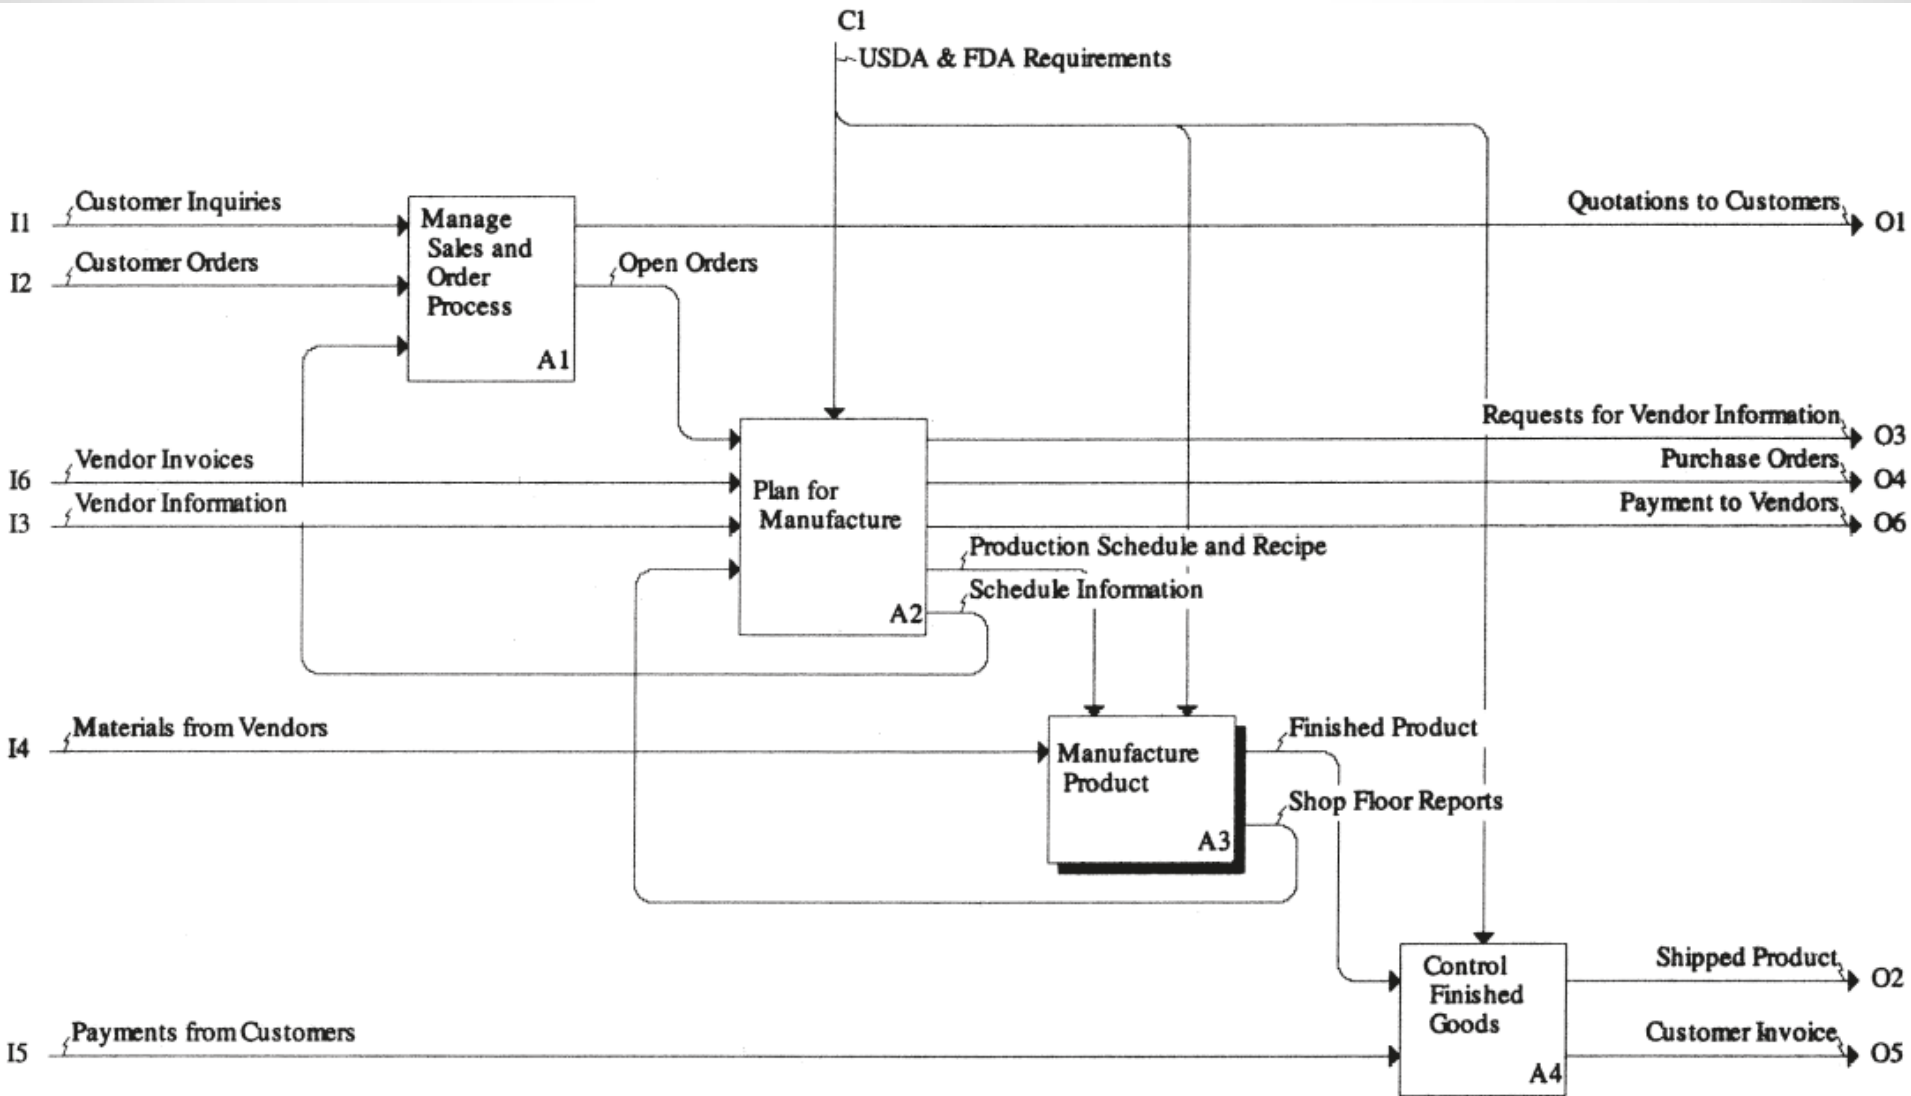 C1
USDA & FDA Requirements
Customer Inquiries
I1
Customer Orders
I2
Manage
Sales and
Order
Process
A1
Quotations to Customers
O1
Open Orders
Vendor Invoices
I6
Vendor Information
I3
Plan for
Manufacture
A2
Requests for Vendor Information
O3
Purchase Orders
O4
Payment to Vendors
O6
Production Schedule and Recipe
Schedule Information
Materials from Vendors
I4
Manufacture
Product
A3
Finished Product
Shop Floor Reports
Payments from Customers
I5
Control
Finished
Goods
A4
Shipped Product
O2
Customer Invoice
O5